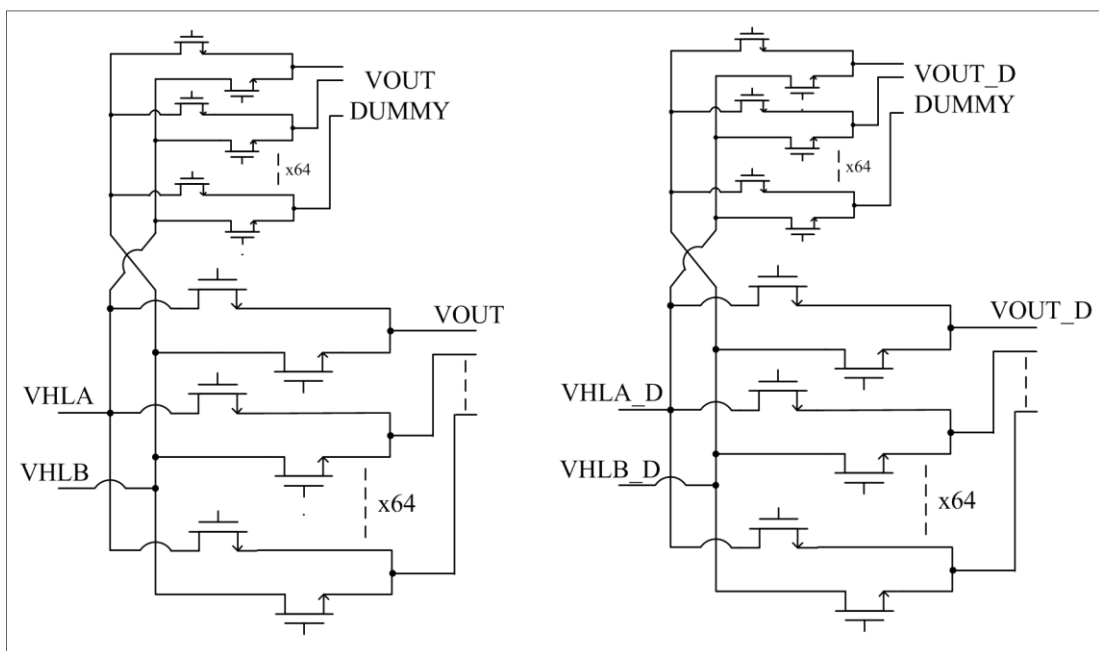 VOUT
DUMMY
x64
VOUT
VHLA
VHLB
x64
VOUT_D
DUMMY
x64
VOUT_D
VHLA_D
VHLB_D
x64